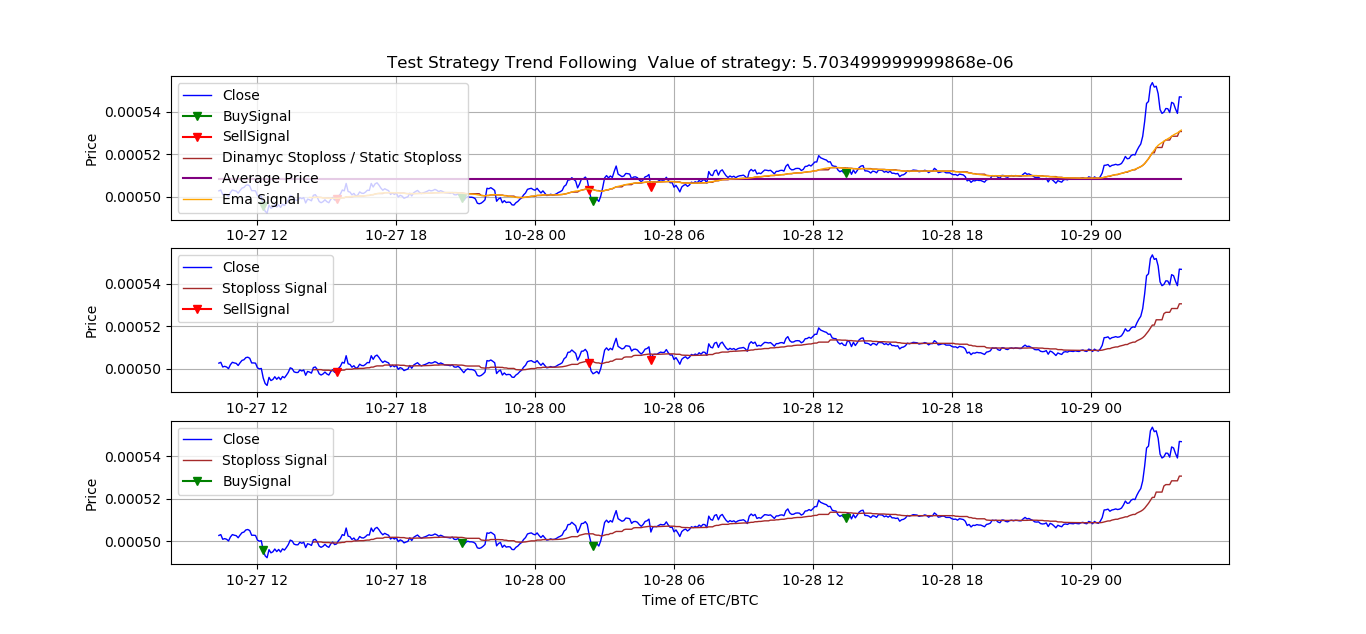 Test Strategy Trend Following  Value of strategy: 5.703499999999868e-06
Price
0.00054
0.00052
0.00050
Close
BuySignal
SellSignal
Dinamyc Stoploss / Static Stoploss
Average Price
Ema Signal
10-27 12
10-27 18
10-28 00
10-28 06
10-28 12
10-28 18
10-29 00
Price
0.00054
0.00052
0.00050
Close
Stoploss Signal
SellSignal
10-27 12
10-27 18
10-28 00
10-28 06
10-28 12
10-28 18
10-29 00
Price
0.00054
0.00052
0.00050
Close
Stoploss Signal
BuySignal
10-27 12
10-27 18
10-28 00
10-28 06
10-28 12
10-28 18
10-29 00
Time of ETC/BTC